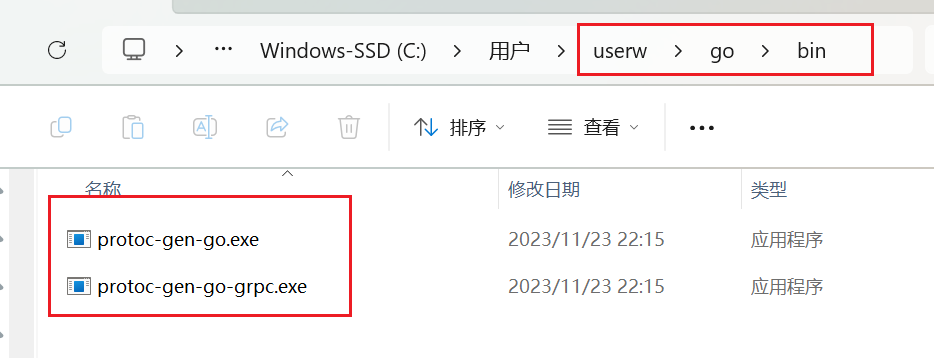 ··· Windows-SSD (C:) 用户 userw go bin
排序 查看 •••
名称 修改日期 类型
protoc-gen-go.exe 2023/11/23 22:15 应用程序
protoc-gen-go-grpc.exe 2023/11/23 22:15 应用程序